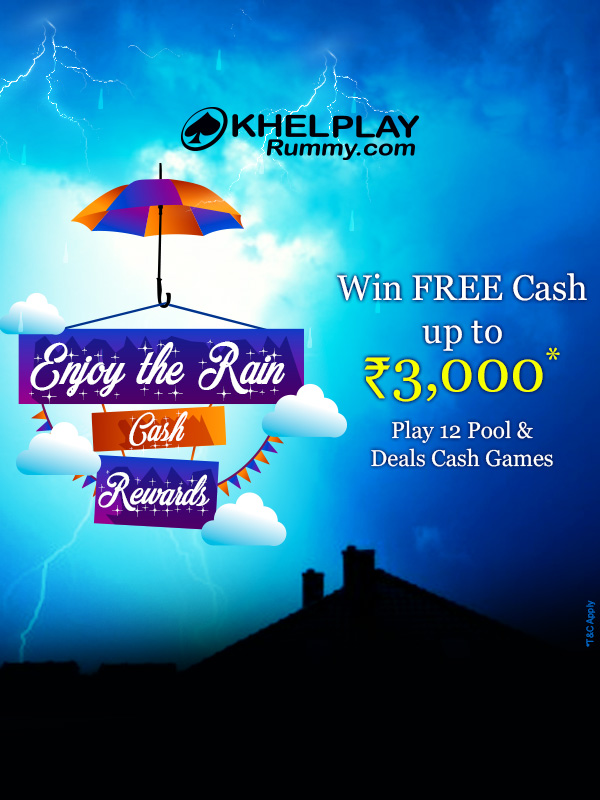 KHELPLAY
Rummy.com
Enjoy the Rain
Cash
Rewards
Win FREE Cash
up to
₹3,000*
Play 12 Pool &
Deals Cash Games
*T&C Apply